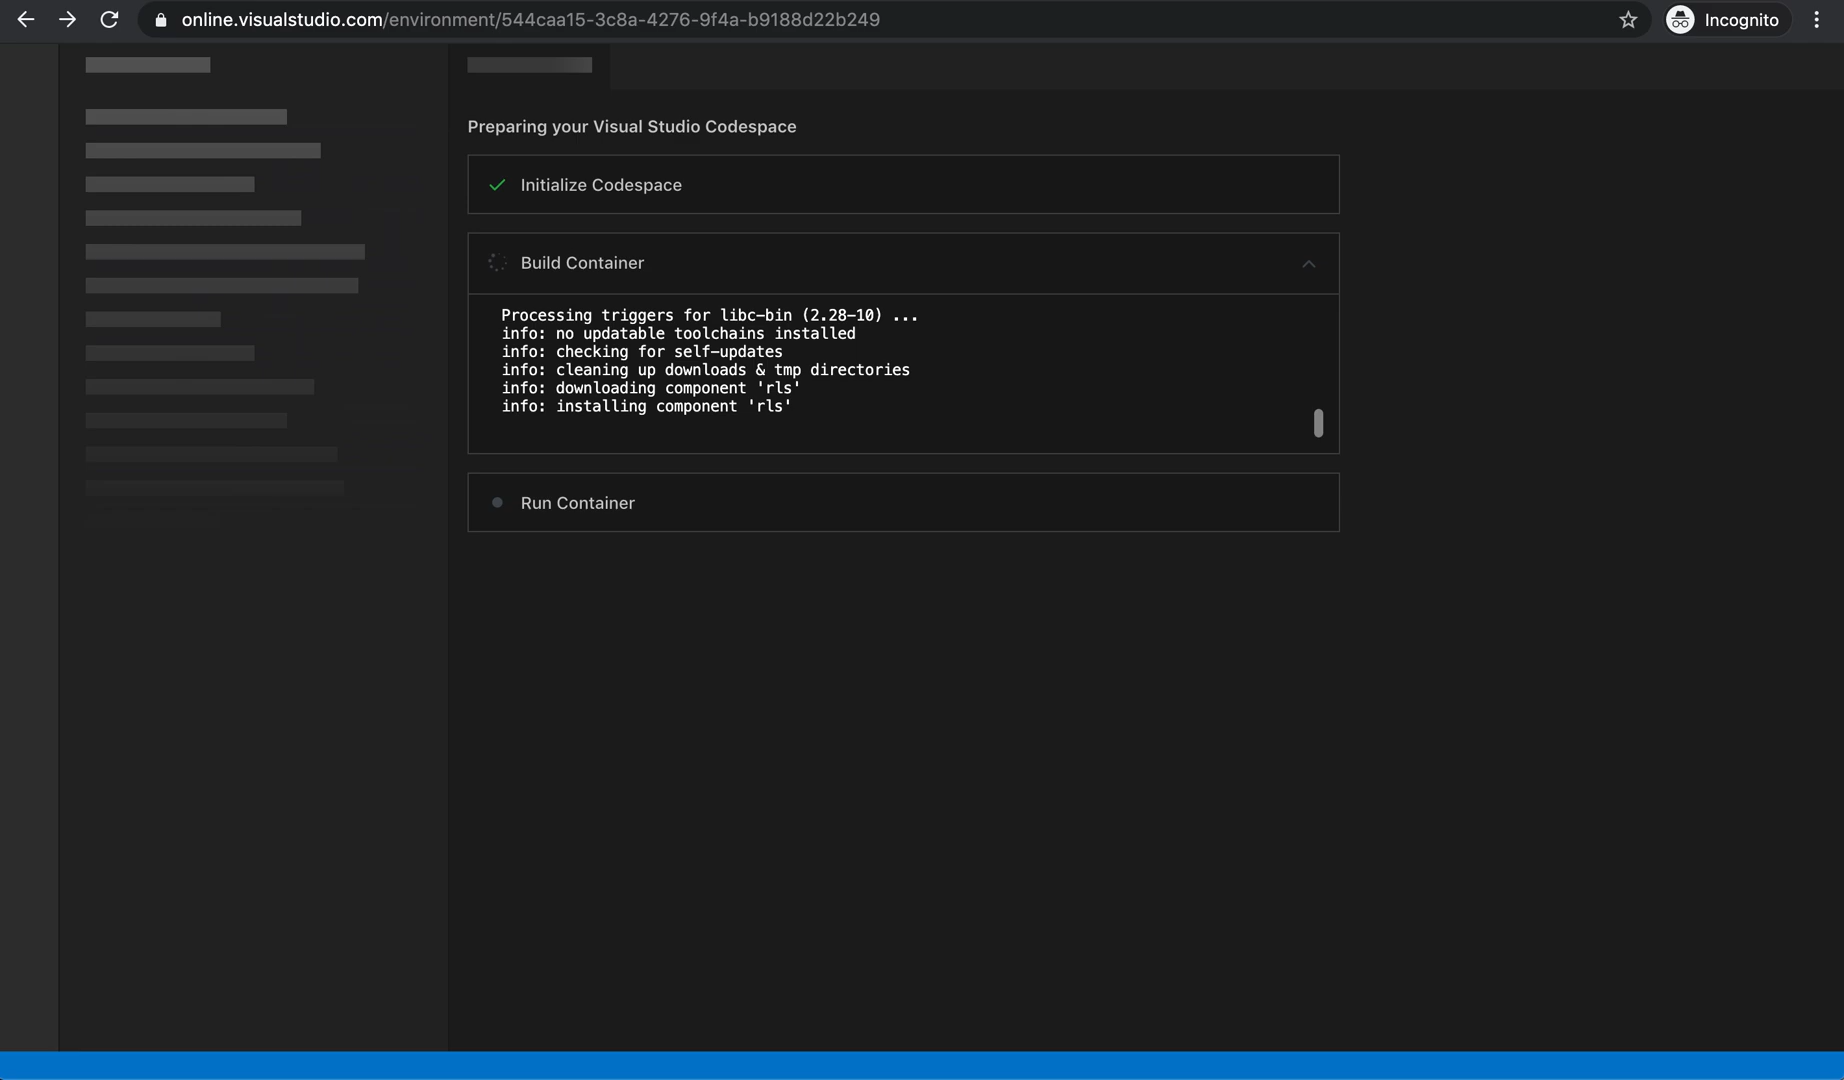 online.visualstudio.com/environment/544caa15-3c8a-4276-9f4a-b9188d22b249
Incognito
Preparing your Visual Studio Codespace
Initialize Codespace
Build Container
Processing triggers for libc-bin (2.28-10) ...
info: no updatable toolchains installed
info: checking for self-updates
info: cleaning up downloads & tmp directories
info: downloading component 'rls'
info: installing component 'rls'
Run Container